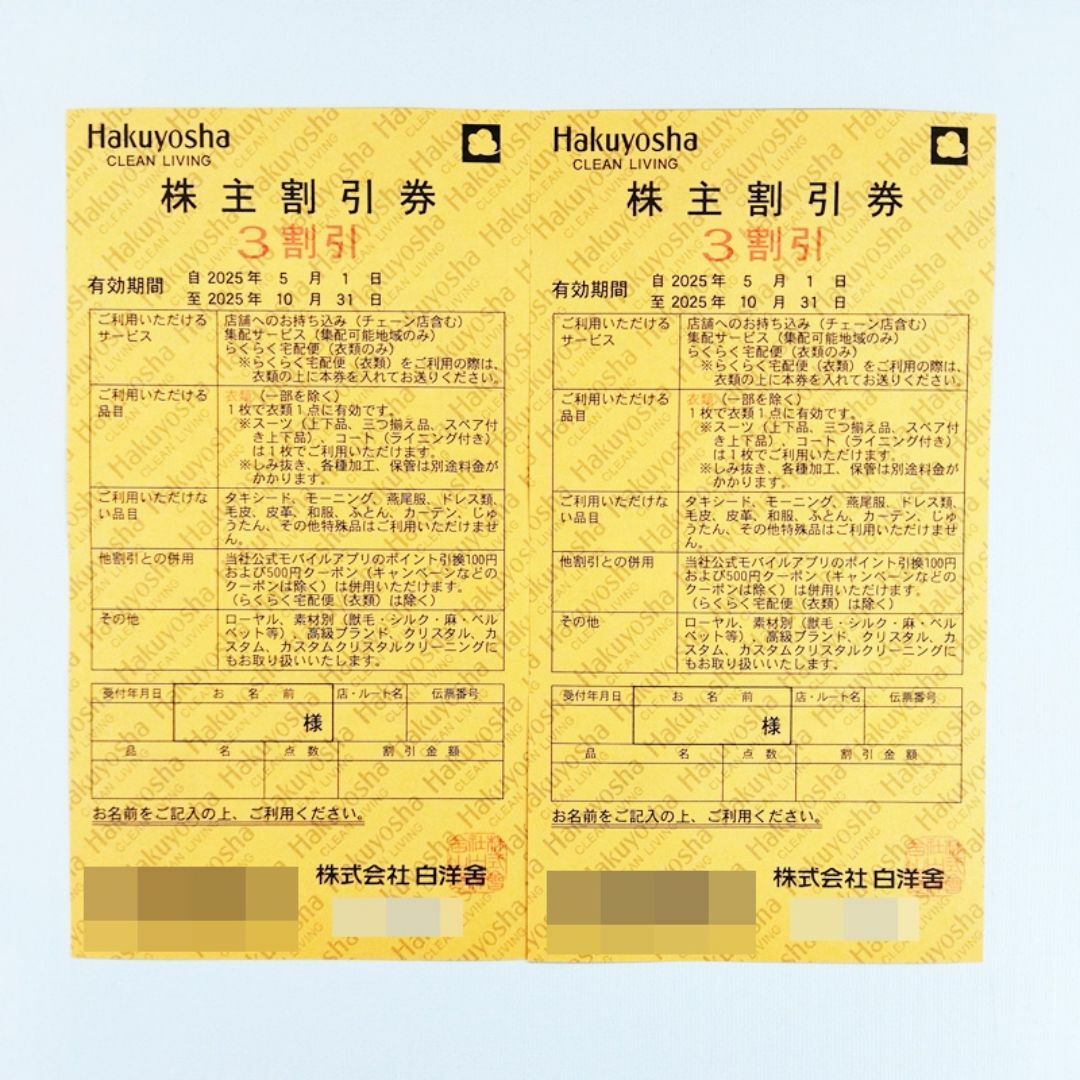 Hakuyosha
CLEAN LIVING
株主割引券
3割引
有効期間
自 2025年 5 月 1 日
至 2025年 10 月 31 日
ご利用いただける
サービス
店舗へのお持ち込み（チェーン店含む）
集配サービス（集配可能地域のみ）
らくらく宅配便（衣類のみ）
※らくらく宅配便（衣類）をご利用の際は、
衣類の上に本券を入れてお送りください。
ご利用いただける
品目
衣類（一部を除く）
1枚で衣類1点に有効です。
※スーツ（上下品、三つ揃え品、スペア付
き上下品）、コート（ライニング付き）
は1枚でご利用いただけます。
※しみ抜き、各種加工、保管は別途料金が
かかります。
ご利用いただけな
い品目
タキシード、モーニング、燕尾服、ドレス類、
毛皮、皮革、和服、ふとん、カーテン、じゅ
うたん、その他特殊品はご利用いただけませ
ん。
他割引との併用
当社公式モバイルアプリのポイント引換100円
および500円クーポン（キャンペーンなどの
クーポンは除く）は併用いただけます。
（らくらく宅配便（衣類）は除く）
その他
ローヤル、素材別（獣毛・シルク・麻・ベル
ベット等）、高級ブランド、クリスタル、カ
スタム、カスタムクリスタルクリーニングに
もお取り扱いいたします。
受付年月日 お名前 店・ルート名 伝票番号
様
品名 点数 割引金額
お名前をご記入の上、ご利用ください。
株式会社 白洋舍
Hakuyosha
CLEAN LIVING
株主割引券
3割引
有効期間
自 2025年 5 月 1 日
至 2025年 10 月 31 日
ご利用いただける
サービス
店舗へのお持ち込み（チェーン店含む）
集配サービス（集配可能地域のみ）
らくらく宅配便（衣類のみ）
※らくらく宅配便（衣類）をご利用の際は、
衣類の上に本券を入れてお送りください。
ご利用いただける
品目
衣類（一部を除く）
1枚で衣類1点に有効です。
※スーツ（上下品、三つ揃え品、スペア付
き上下品）、コート（ライニング付き）
は1枚でご利用いただけます。
※しみ抜き、各種加工、保管は別途料金が
かかります。
ご利用いただけな
い品目
タキシード、モーニング、燕尾服、ドレス類、
毛皮、皮革、和服、ふとん、カーテン、じゅ
うたん、その他特殊品はご利用いただけませ
ん。
他割引との併用
当社公式モバイルアプリのポイント引換100円
および500円クーポン（キャンペーンなどの
クーポンは除く）は併用いただけます。
（らくらく宅配便（衣類）は除く）
その他
ローヤル、素材別（獣毛・シルク・麻・ベル
ベット等）、高級ブランド、クリスタル、カ
スタム、カスタムクリスタルクリーニングに
もお取り扱いいたします。
受付年月日 お名前 店・ルート名 伝票番号
様
品名 点数 割引金額
お名前をご記入の上、ご利用ください。
株式会社 白洋舍